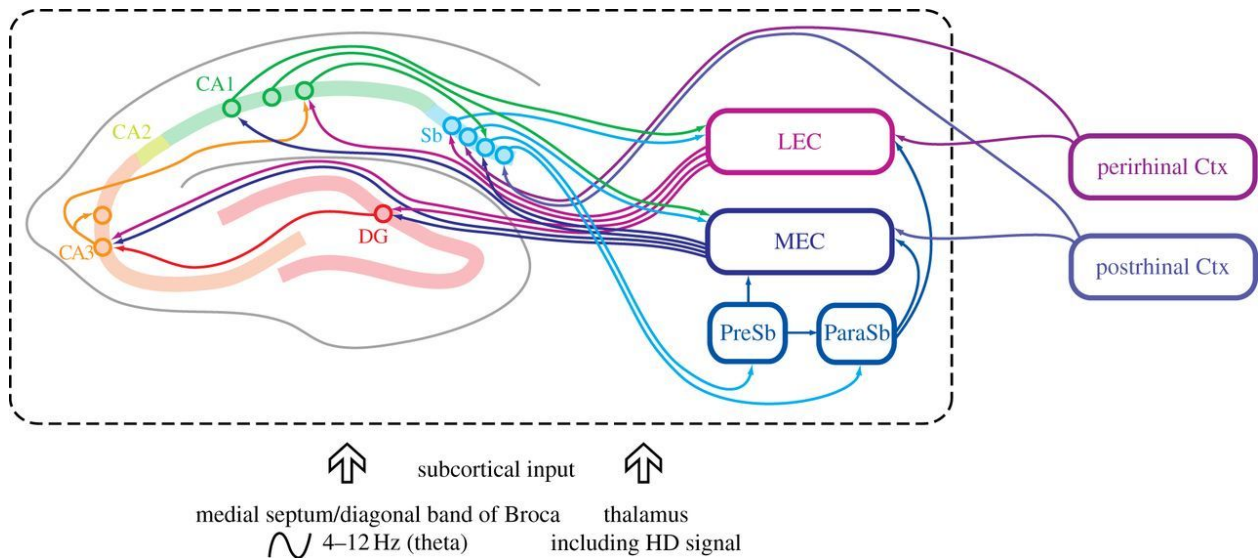 CA1
CA2
Sb
CA3
DG
LEC
MEC
PreSb
ParaSb
perirhinal Ctx
postrhinal Ctx
subcortical input
medial septum/diagonal band of Broca
4–12 Hz (theta)
thalamus
including HD signal